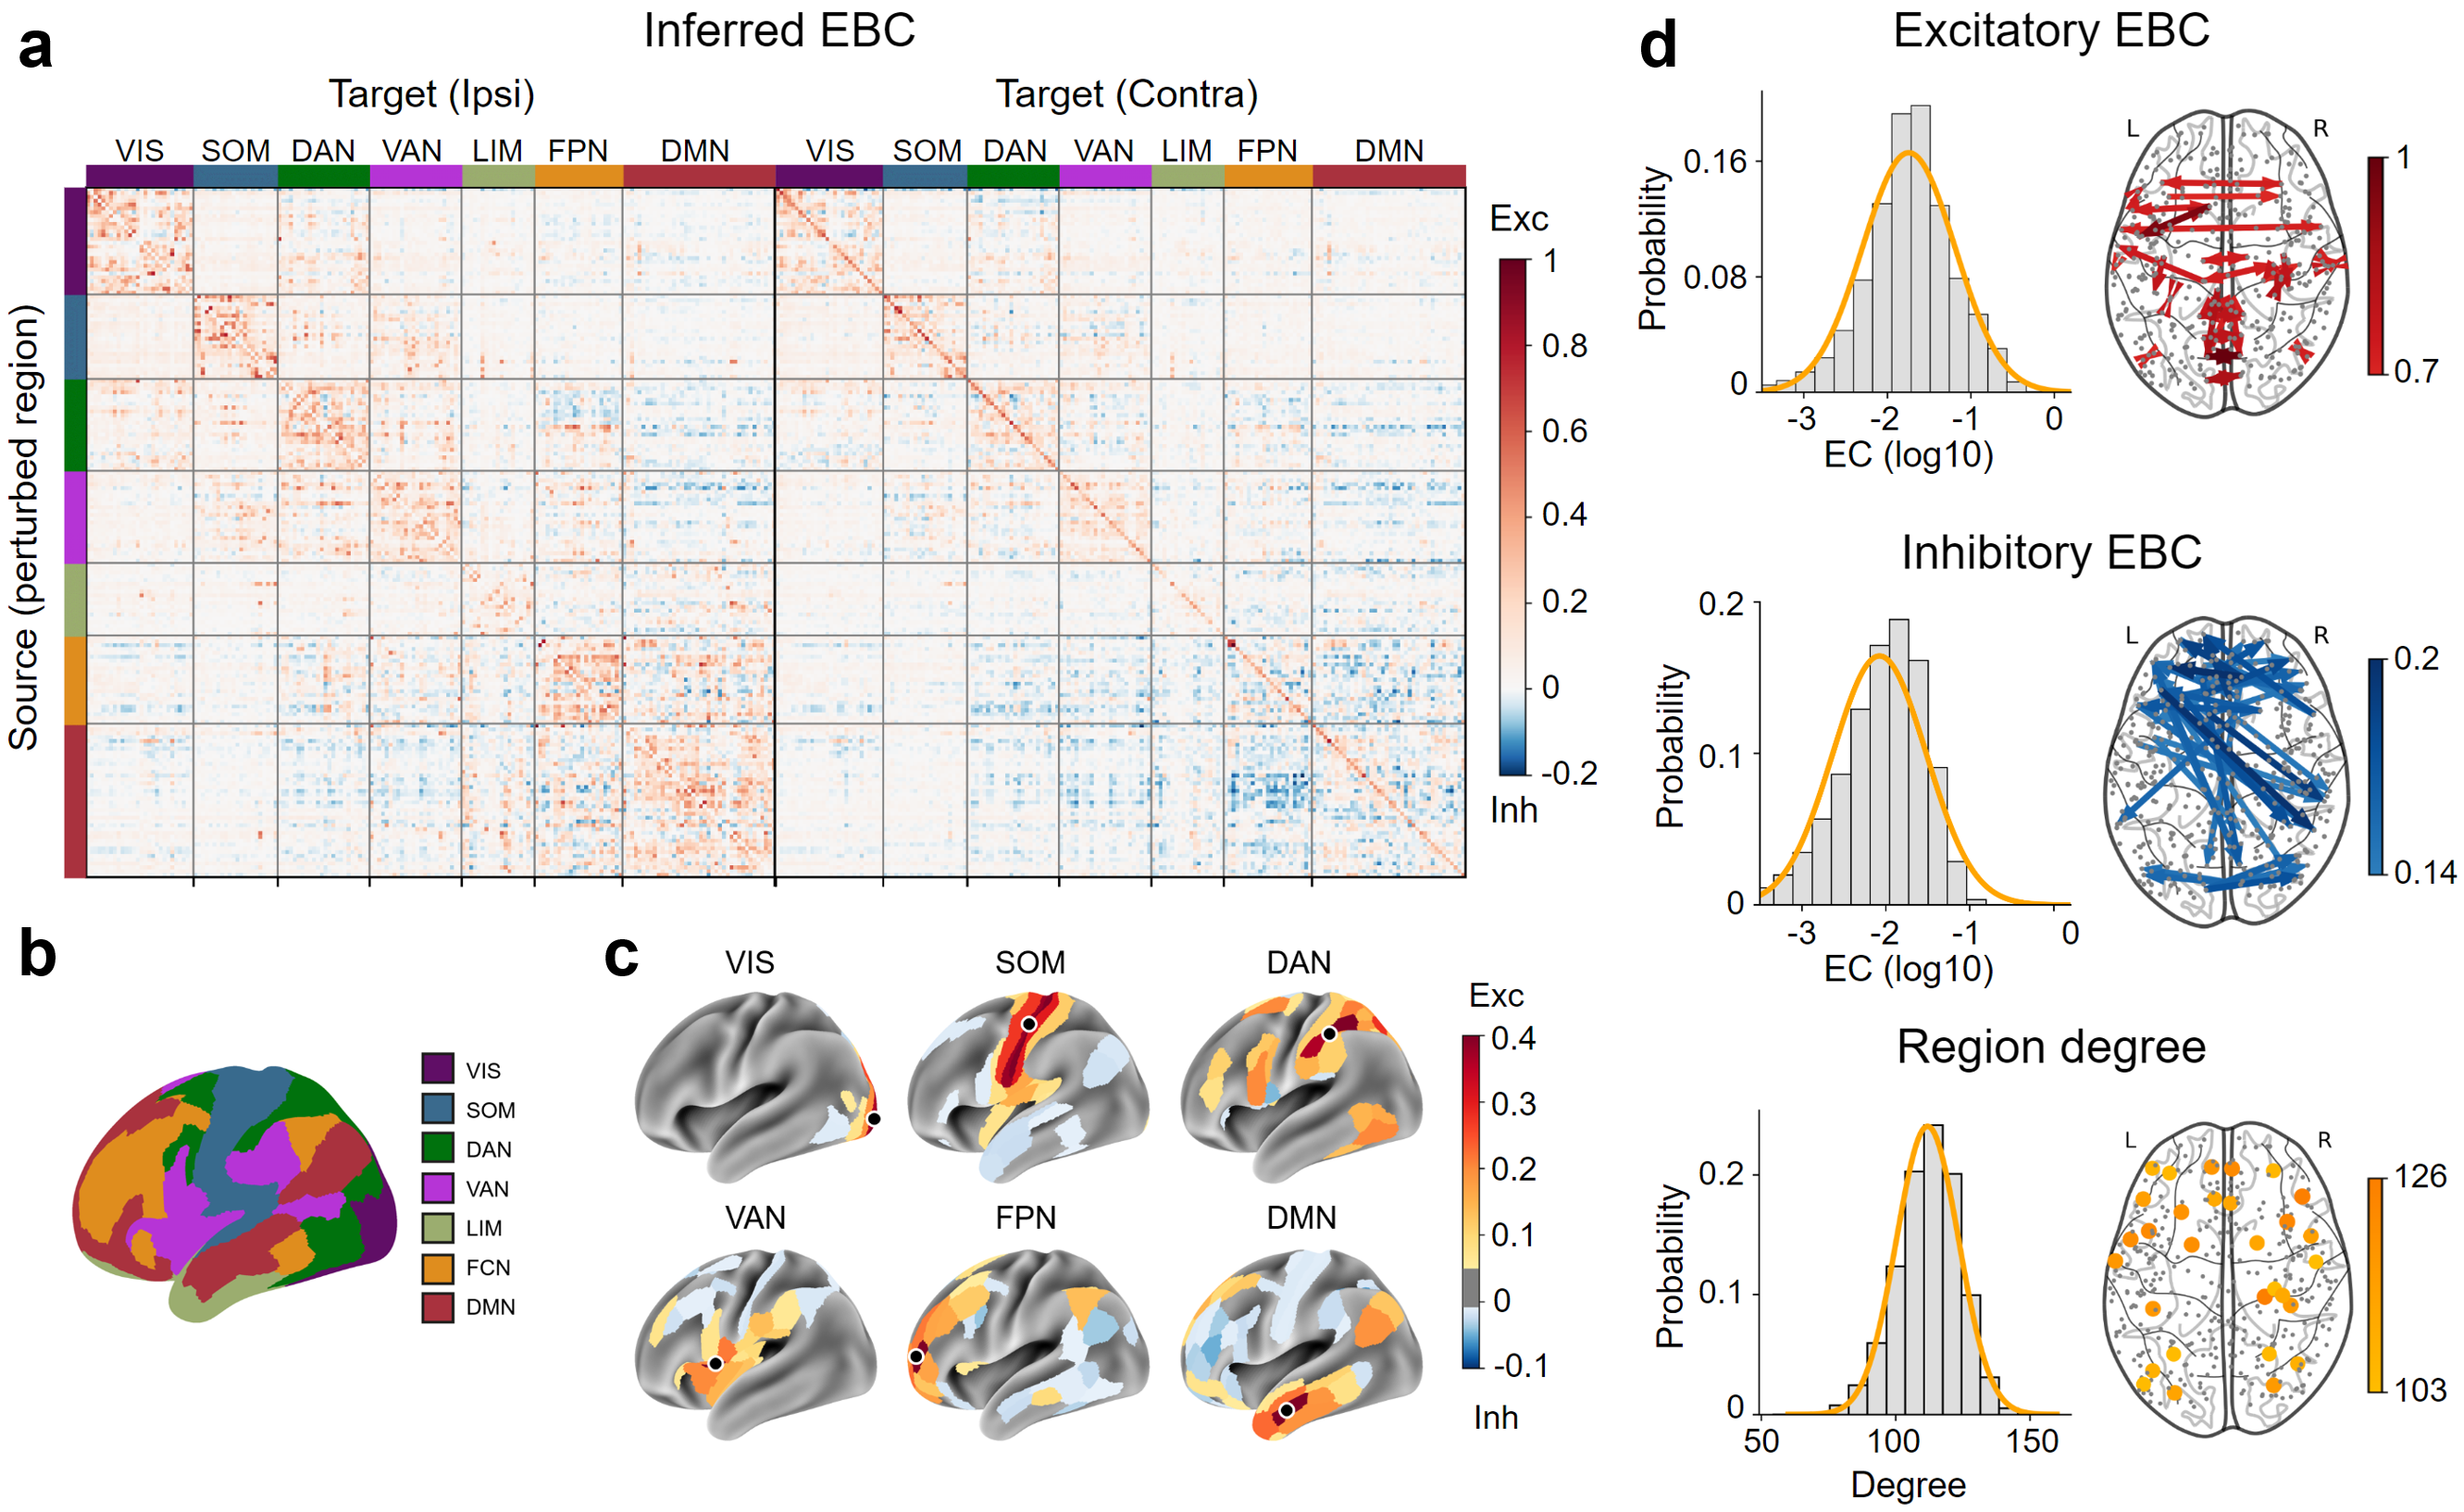 a
Inferred EBC
Target (Ipsi)
Target (Contra)
VIS SOM DAN VAN LIM FPN DMN VIS SOM DAN VAN LIM FPN DMN
Source (perturbed region)
Exc
1
0.8
0.6
0.4
0.2
0
-0.2
Inh
b
VIS
SOM
DAN
VAN
LIM
FCN
DMN
c
VIS SOM DAN
VAN FPN DMN
Exc
0.4
0.3
0.2
0.1
0
-0.1
Inh
d
Excitatory EBC
Probability
0.16
0.08
0
-3 -2 -1 0
EC (log10)
L R
1
0.7
Inhibitory EBC
Probability
0.2
0.1
0
-3 -2 -1 0
EC (log10)
L R
0.2
0.14
Region degree
Probability
0.2
0.1
0
50 100 150
Degree
L R
126
103